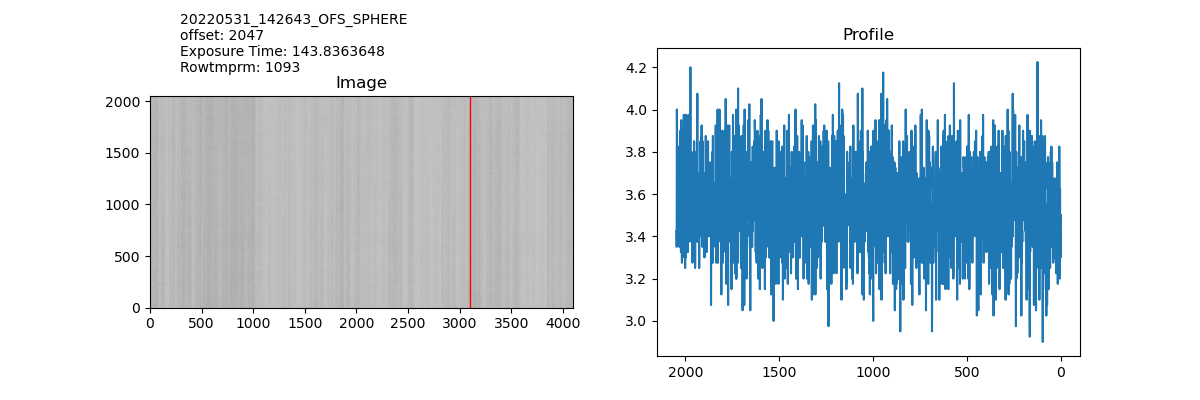 20220531_142643_OFS_SPHERE
offset: 2047
Exposure Time: 143.8363648
Rowtmprm: 1093
Image
2000
1500
1000
500
0
0 500 1000 1500 2000 2500 3000 3500 4000
Profile
4.2
4.0
3.8
3.6
3.4
3.2
3.0
2000 1500 1000 500 0